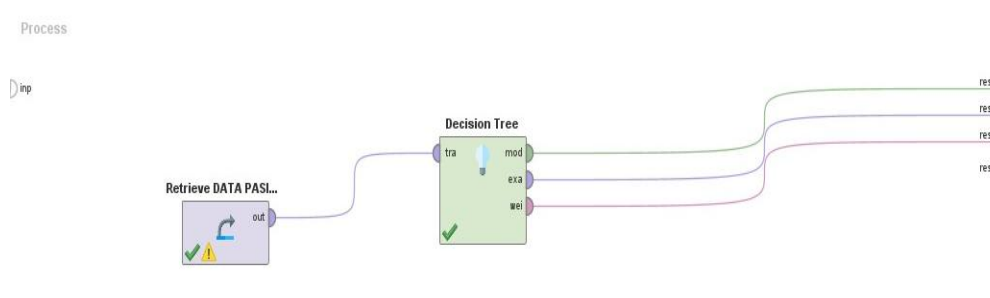 Process
inp
res
res
Decision Tree
res
tra
mod
res
exa
Retrieve DATA PASI...
wei
out